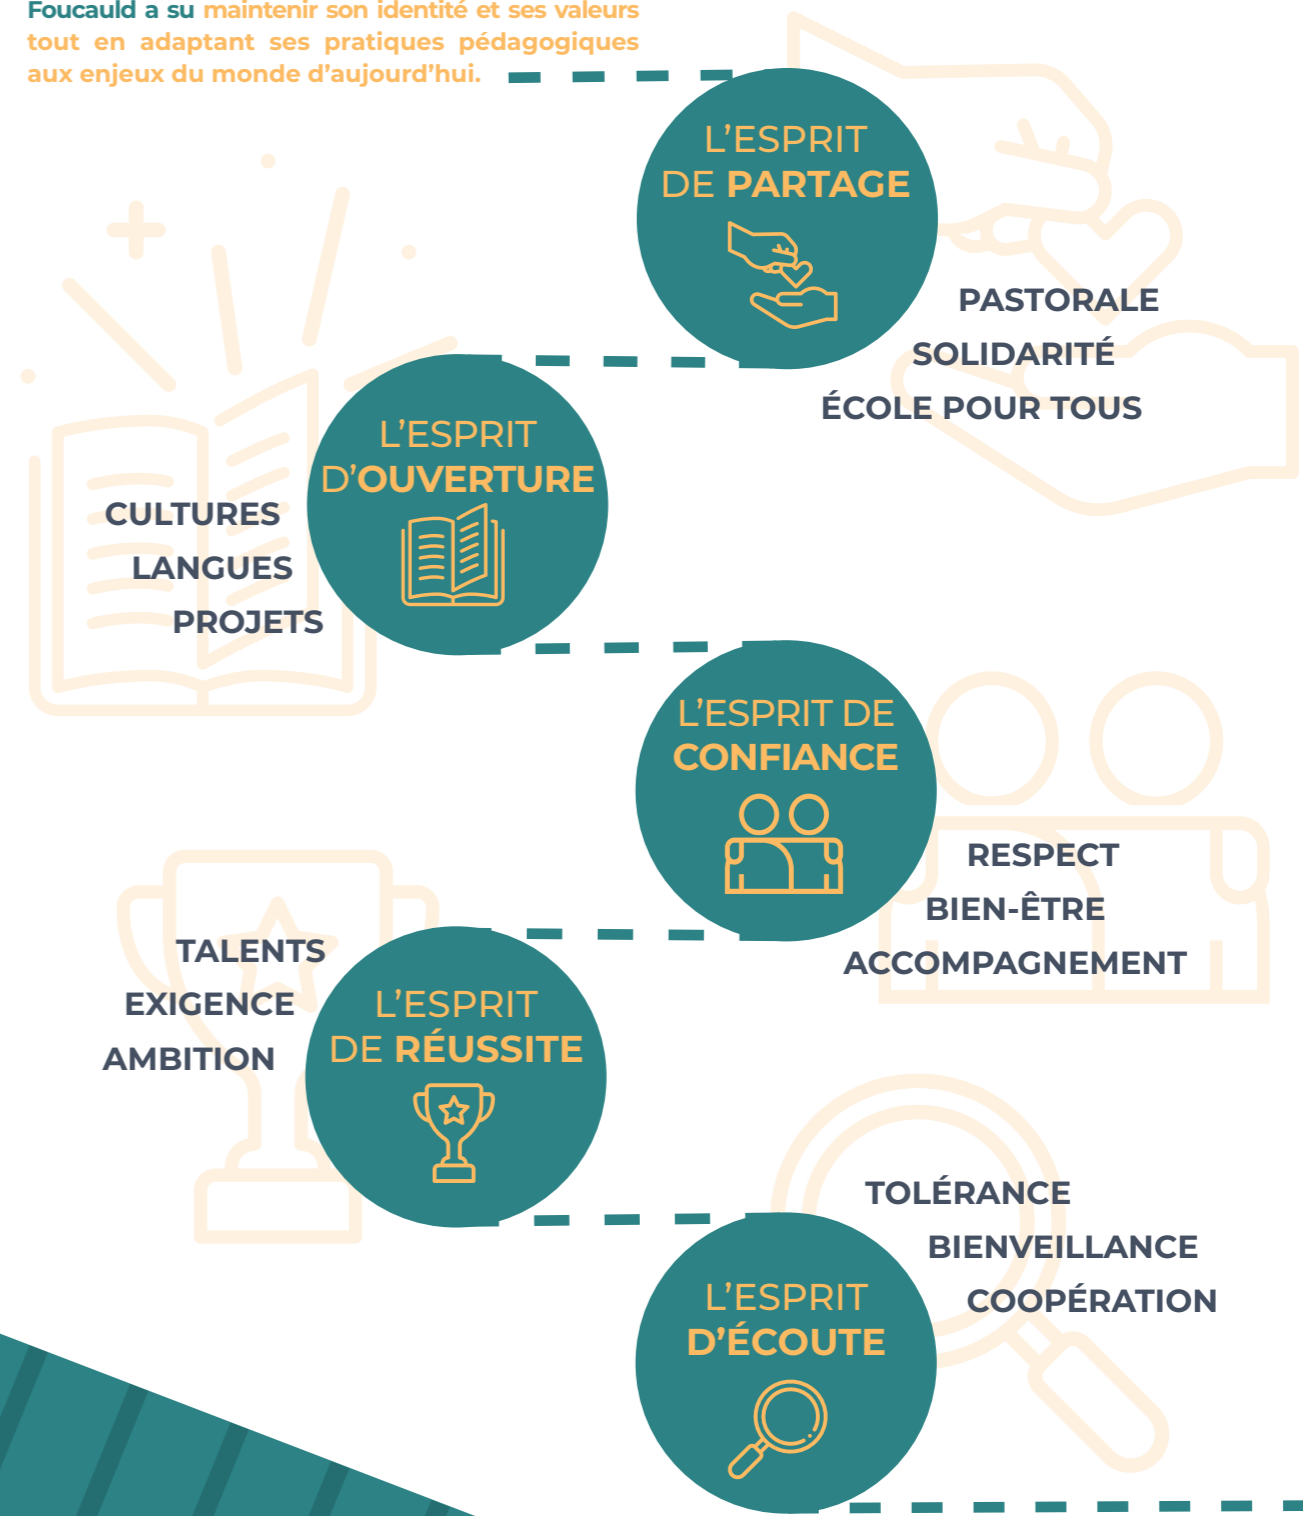 Foucauld a su maintenir son identité et ses valeurs
tout en adaptant ses pratiques pédagogiques
aux enjeux du monde d’aujourd’hui.
L’ESPRIT
DE PARTAGE
PASTORALE
SOLIDARITÉ
ÉCOLE POUR TOUS
L’ESPRIT
D’OUVERTURE
CULTURES
LANGUES
PROJETS
L’ESPRIT DE
CONFIANCE
RESPECT
BIEN-ÊTRE
ACCOMPAGNEMENT
L’ESPRIT
DE RÉUSSITE
TALENTS
EXIGENCE
AMBITION
L’ESPRIT
D’ÉCOUTE
TOLÉRANCE
BIENVEILLANCE
COOPÉRATION